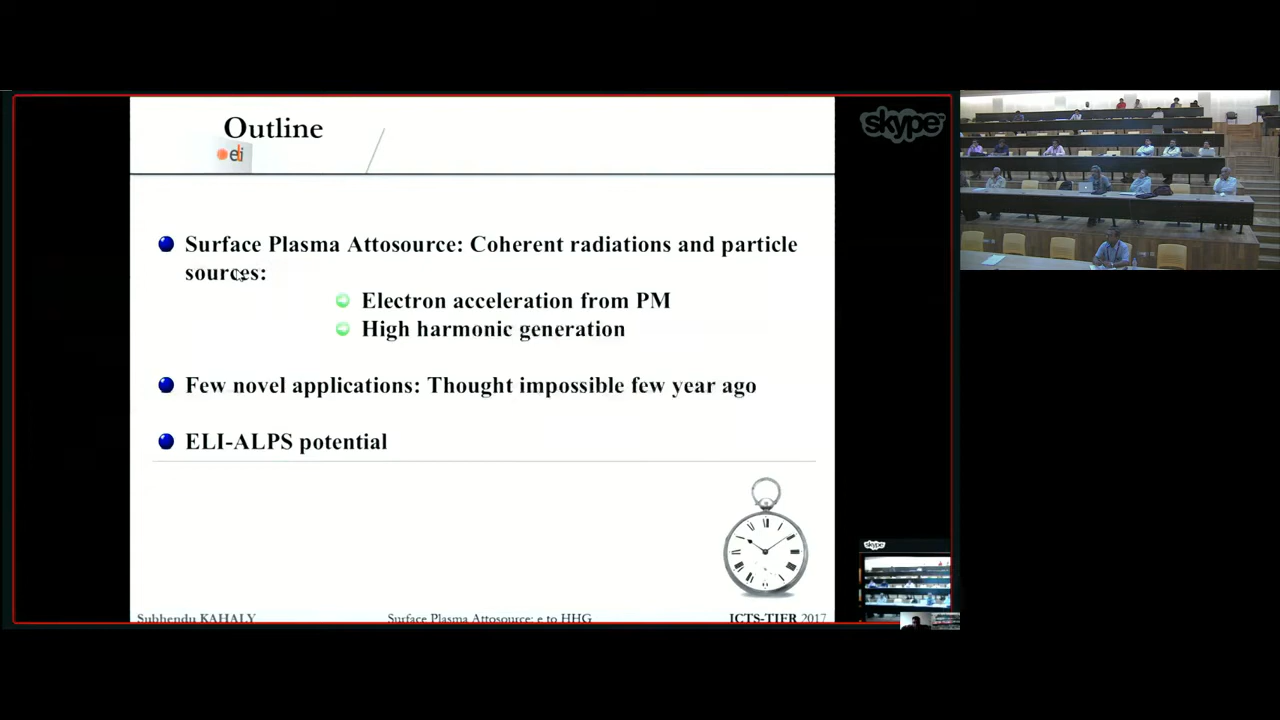 Outline
eli
skype
Surface Plasma Attosource: Coherent radiations and particle
sources:
Electron acceleration from PM
High harmonic generation
Few novel applications: Thought impossible few year ago
ELI-ALPS potential
skype
Subhendu KAHALY
Surface Plasma Attosource: e to HHG
ICTS-TIFR 2017